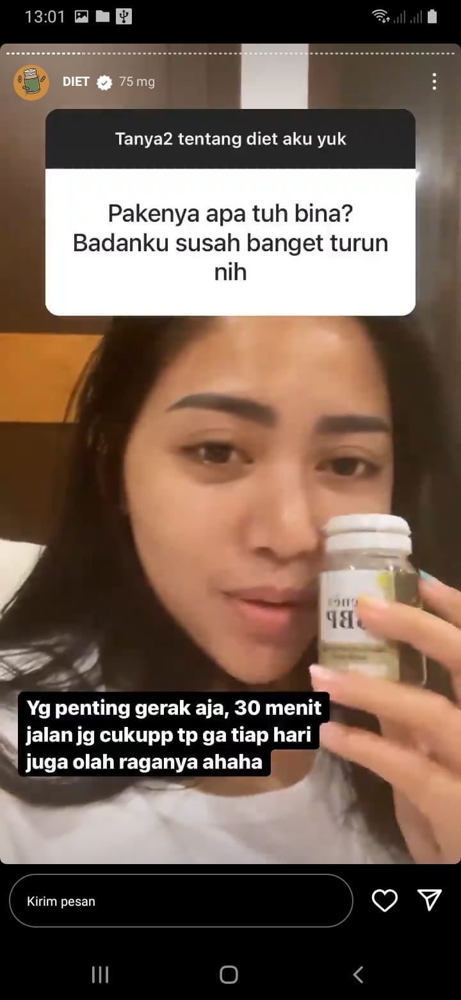 13:01
DIET 75 mg
Tanya2 tentang diet aku yuk
Pakenya apa tuh bina?
Badanku susah banget turun
nih
Yg penting gerak aja, 30 menit
jalan jg cukupp tp ga tiap hari
juga olah raganya ahaha
Kirim pesan